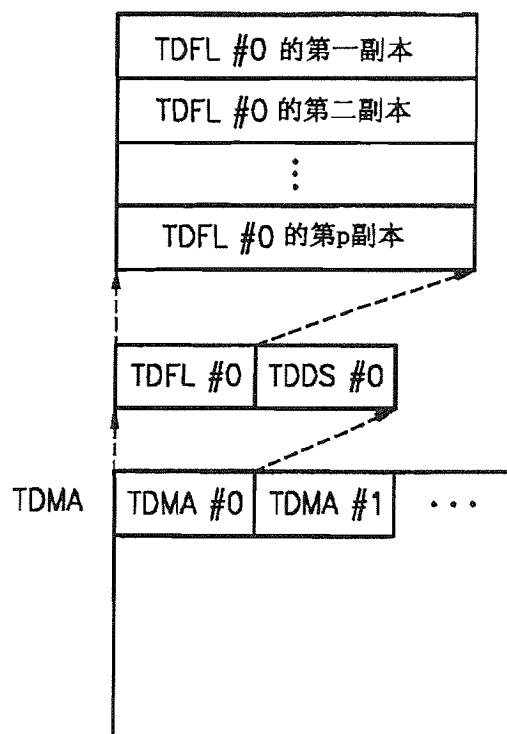 TDFL #0 的第一副本
TDFL #0 的第二副本
⋮
TDFL #0 的第p副本
TDFL #0 TDDS #0
TDMA TDMA #0 TDMA #1 ···